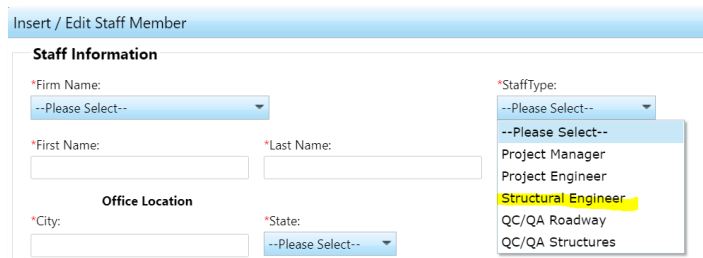 Insert / Edit Staff Member
Staff Information
*Firm Name:
*StaffType:
--Please Select--
--Please Select--
--Please Select--
Project Manager
Project Engineer
Structural Engineer
QC/QA Roadway
QC/QA Structures
*First Name:
*Last Name:
Office Location
*City:
*State:
--Please Select--